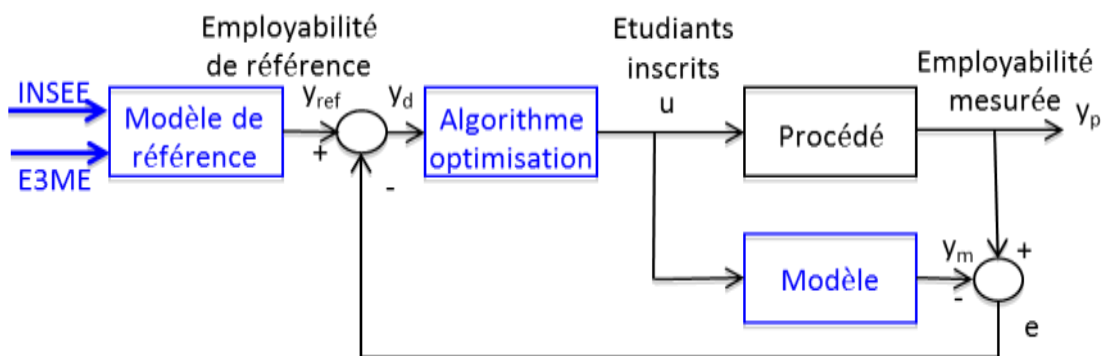 INSEE
E3ME
Modèle de
référence
Employabilité
de référence
yref
+
-
yd
Algorithme
optimisation
Etudiants
inscrits
u
Procédé
Employabilité
mesurée
yp
Modèle
ym
+
-
e